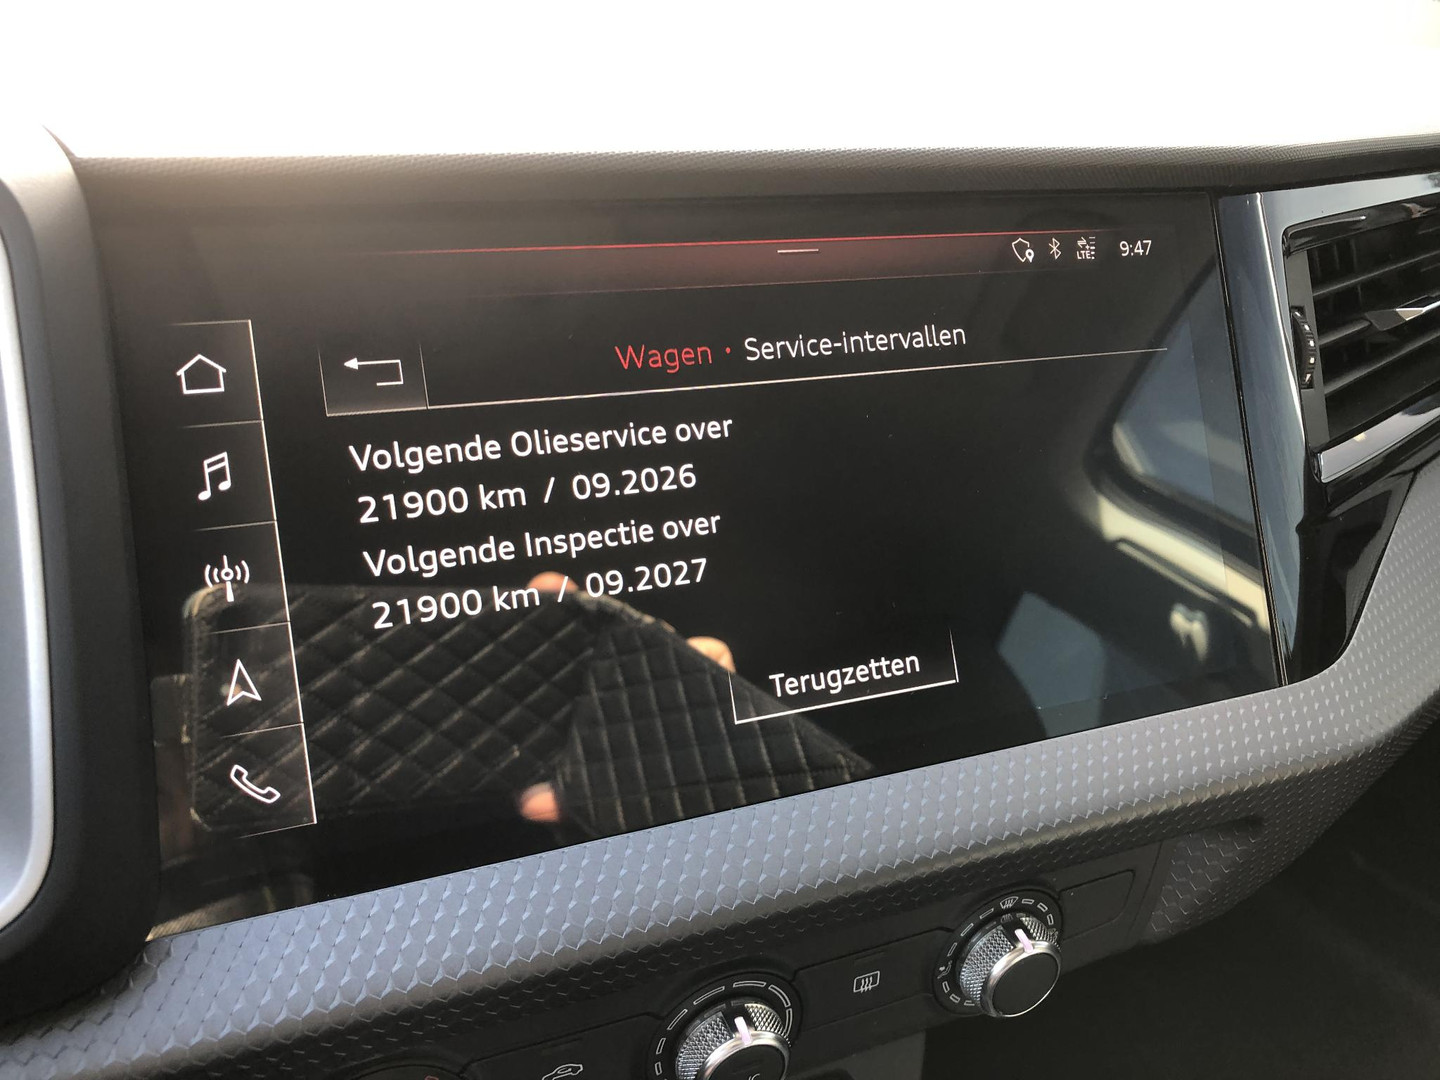 LTE 9:47
Wagen • Service-intervallen
Volgende Olieservice over
21900 km / 09.2026
Volgende Inspectie over
21900 km / 09.2027
Terugzetten